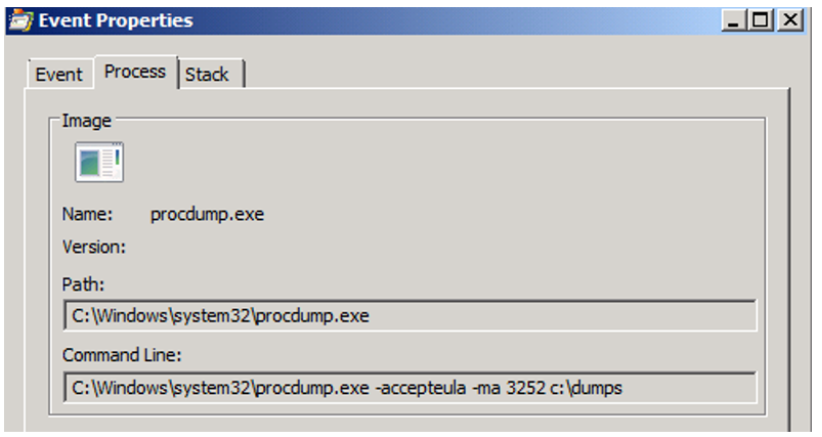 Event Properties
Event Process Stack
Image
Name: procdump.exe
Version:
Path:
C:\Windows\system32\procdump.exe
Command Line:
C:\Windows\system32\procdump.exe -accepteula -ma 3252 c:\dumps